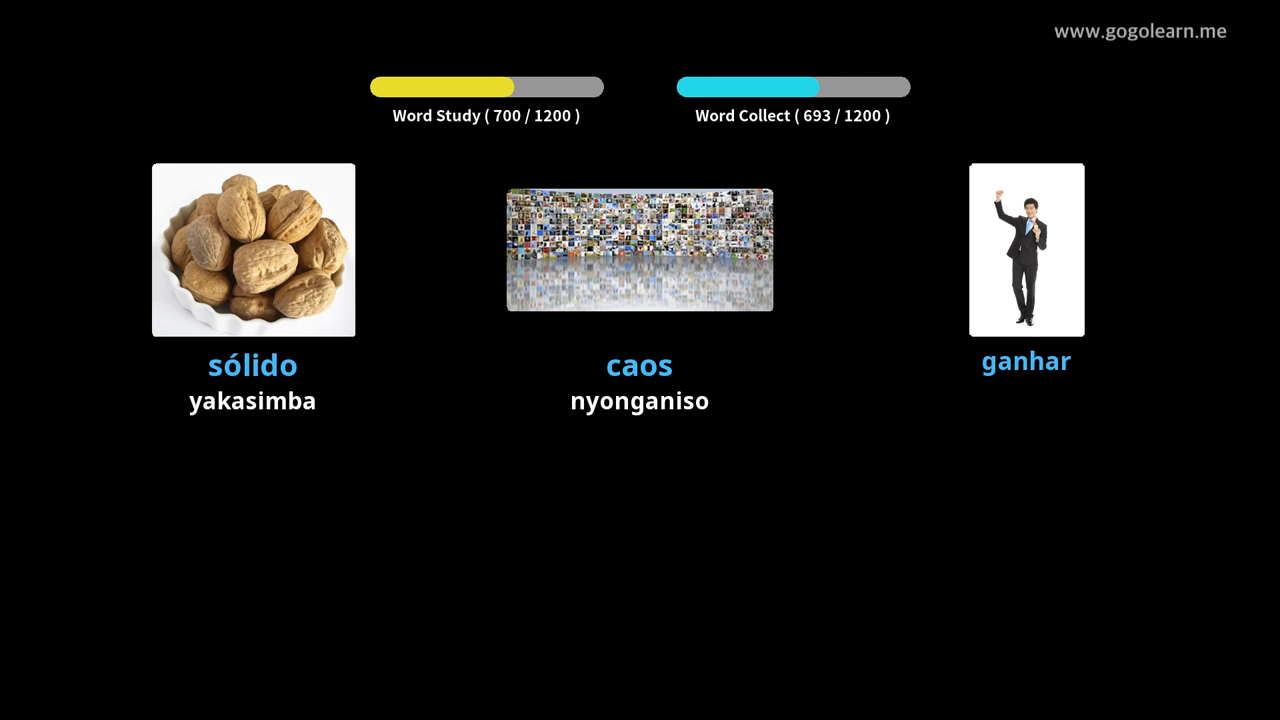 www.gogolearn.me
Word Study ( 700 / 1200 )
Word Collect ( 693 / 1200 )
sólido
yakasimba
caos
nyonganiso
ganhar